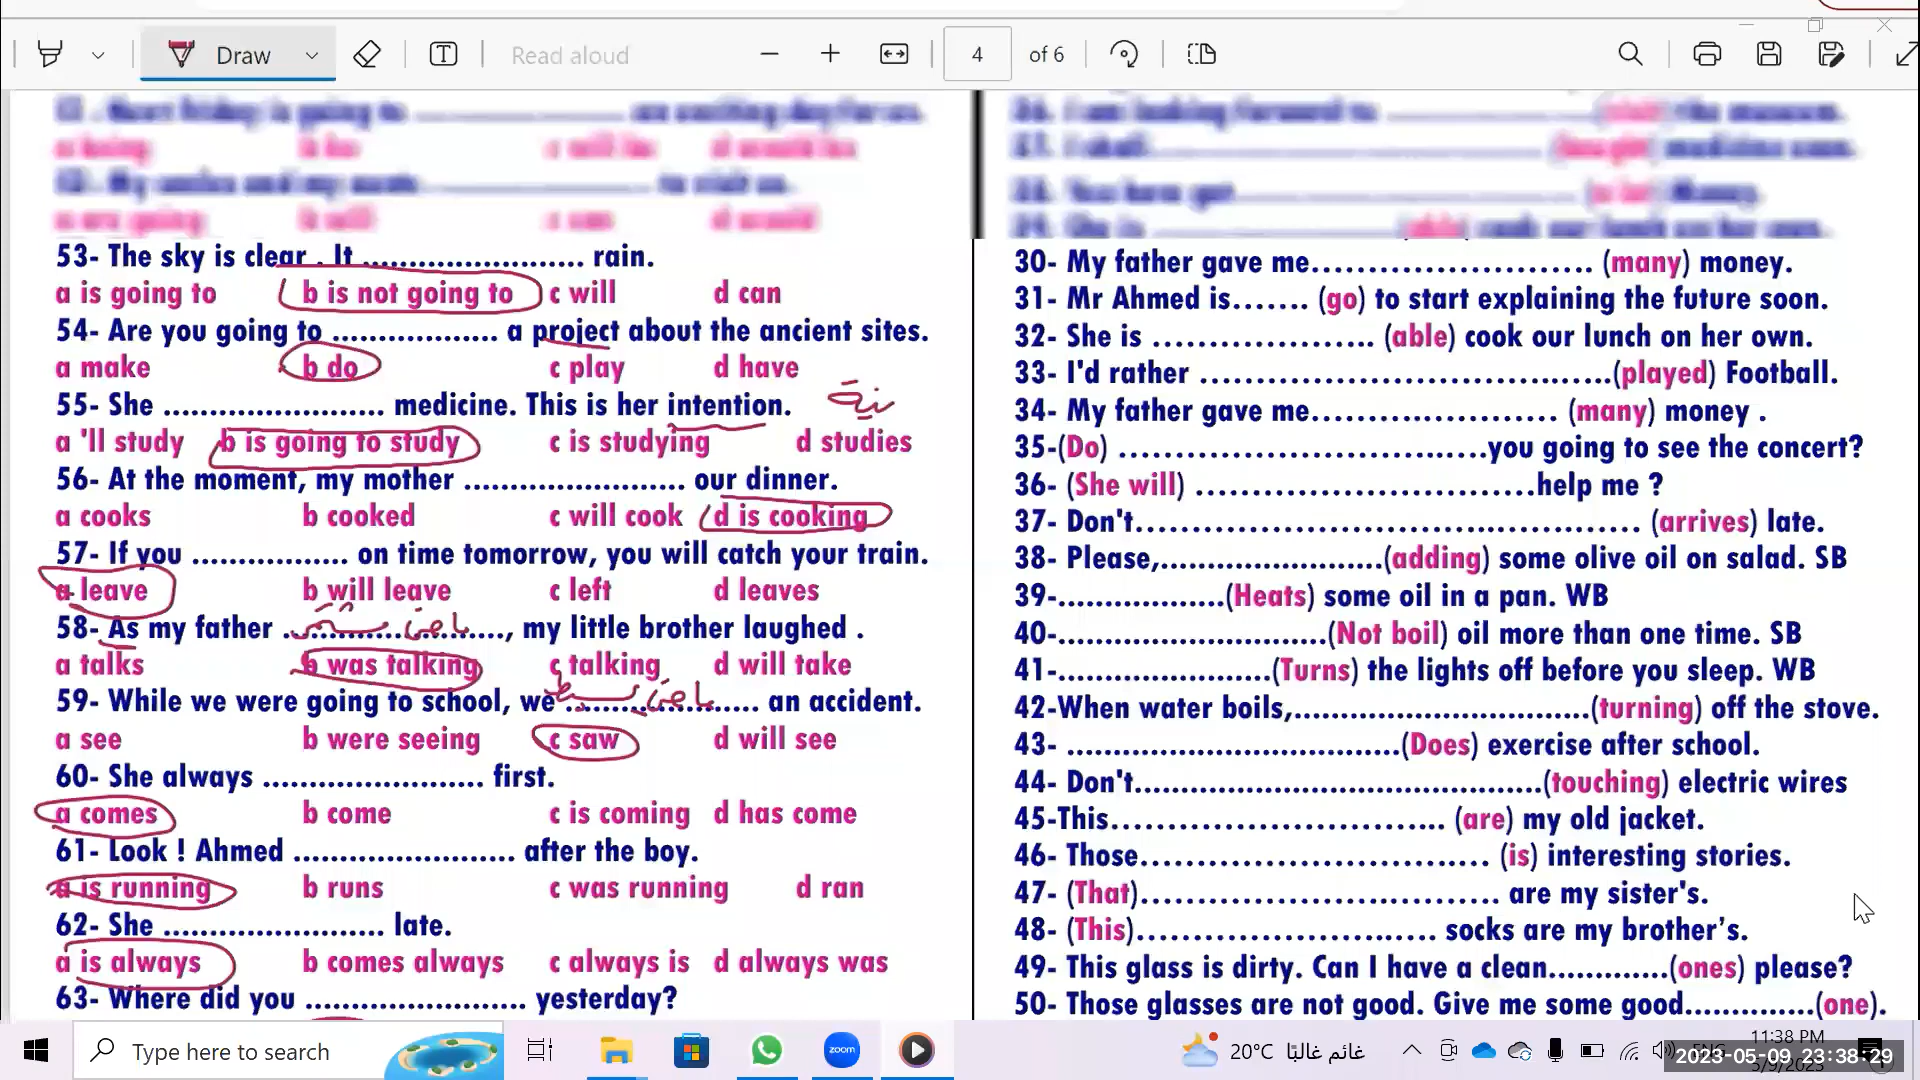 Draw
Read aloud
4 of 6
53- The sky is clear . It ........................ rain.
a is going to b is not going to c will d can
54- Are you going to .................. a project about the ancient sites.
a make b do c play d have
55- She ........................ medicine. This is her intention. نية
a 'll study b is going to study c is studying d studies
56- At the moment, my mother ........................ our dinner.
a cooks b cooked c will cook d is cooking
57- If you ................. on time tomorrow, you will catch your train.
a leave b will leave c left d leaves
58- As my father ........................, my little brother laughed .
ماضى مستمر
a talks b was talking c talking d will take
59- While we were going to school, we ...................... an accident.
ماضى بسيط
a see b were seeing c saw d will see
60- She always ........................ first.
a comes b come c is coming d has come
61- Look ! Ahmed ........................ after the boy.
a is running b runs c was running d ran
62- She ........................ late.
a is always b comes always c always is d always was
63- Where did you ........................ yesterday?
30- My father gave me………………………. (many) money.
31- Mr Ahmed is……. (go) to start explaining the future soon.
32- She is ………………….. (able) cook our lunch on her own.
33- I'd rather ……………………………….…..(played) Football.
34- My father gave me……………………… (many) money .
35-(Do) ……………………………..…..you going to see the concert?
36- (She will) ……………………………..help me ?
37- Don't…………………………………………… (arrives) late.
38- Please,........................(adding) some olive oil on salad. SB
39-..................(Heats) some oil in a pan. WB
40-.............................(Not boil) oil more than one time. SB
41-.......................(Turns) the lights off before you sleep. WB
42-When water boils,................................(turning) off the stove.
43- ....................................(Does) exercise after school.
44- Don't............................................(touching) electric wires
45-This……………………………….. (are) my old jacket.
46- Those………………………………… (is) interesting stories.
47- (That)……………………………… are my sister's.
48- (This)……………………..….. socks are my brother’s.
49- This glass is dirty. Can I have a clean.............(ones) please?
50- Those glasses are not good. Give me some good..............(one).
Type here to search
zoom
20°C غائم غالبًا
11:38 PM
2023-05-09 23:38:29